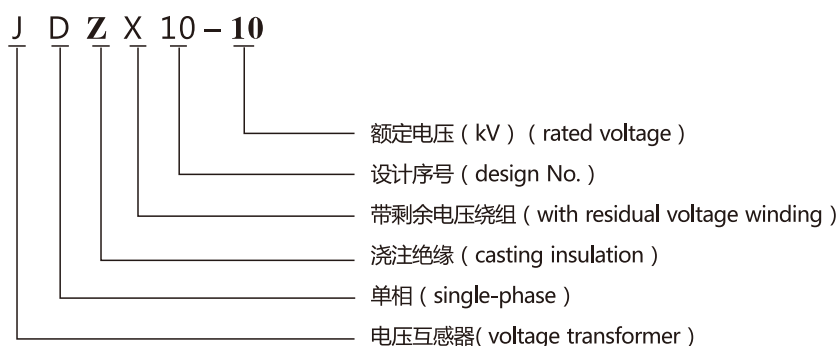 J D Z X 10-10
额定电压(kV)(rated voltage)
设计序号(design No.)
带剩余电压绕组(with residual voltage winding)
浇注绝缘(casting insulation)
单相(single-phase)
电压互感器(voltage transformer)